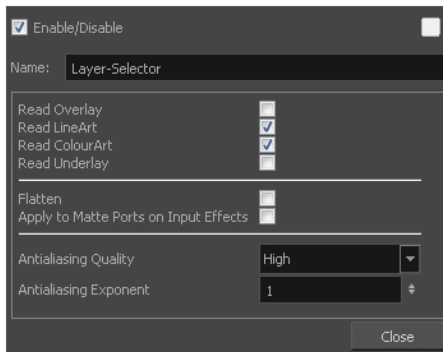 Enable/Disable
Name: Layer-Selector
Read Overlay
Read LineArt
Read ColourArt
Read Underlay
Flatten
Apply to Matte Ports on Input Effects
Antialiasing Quality High
Antialiasing Exponent 1
Close